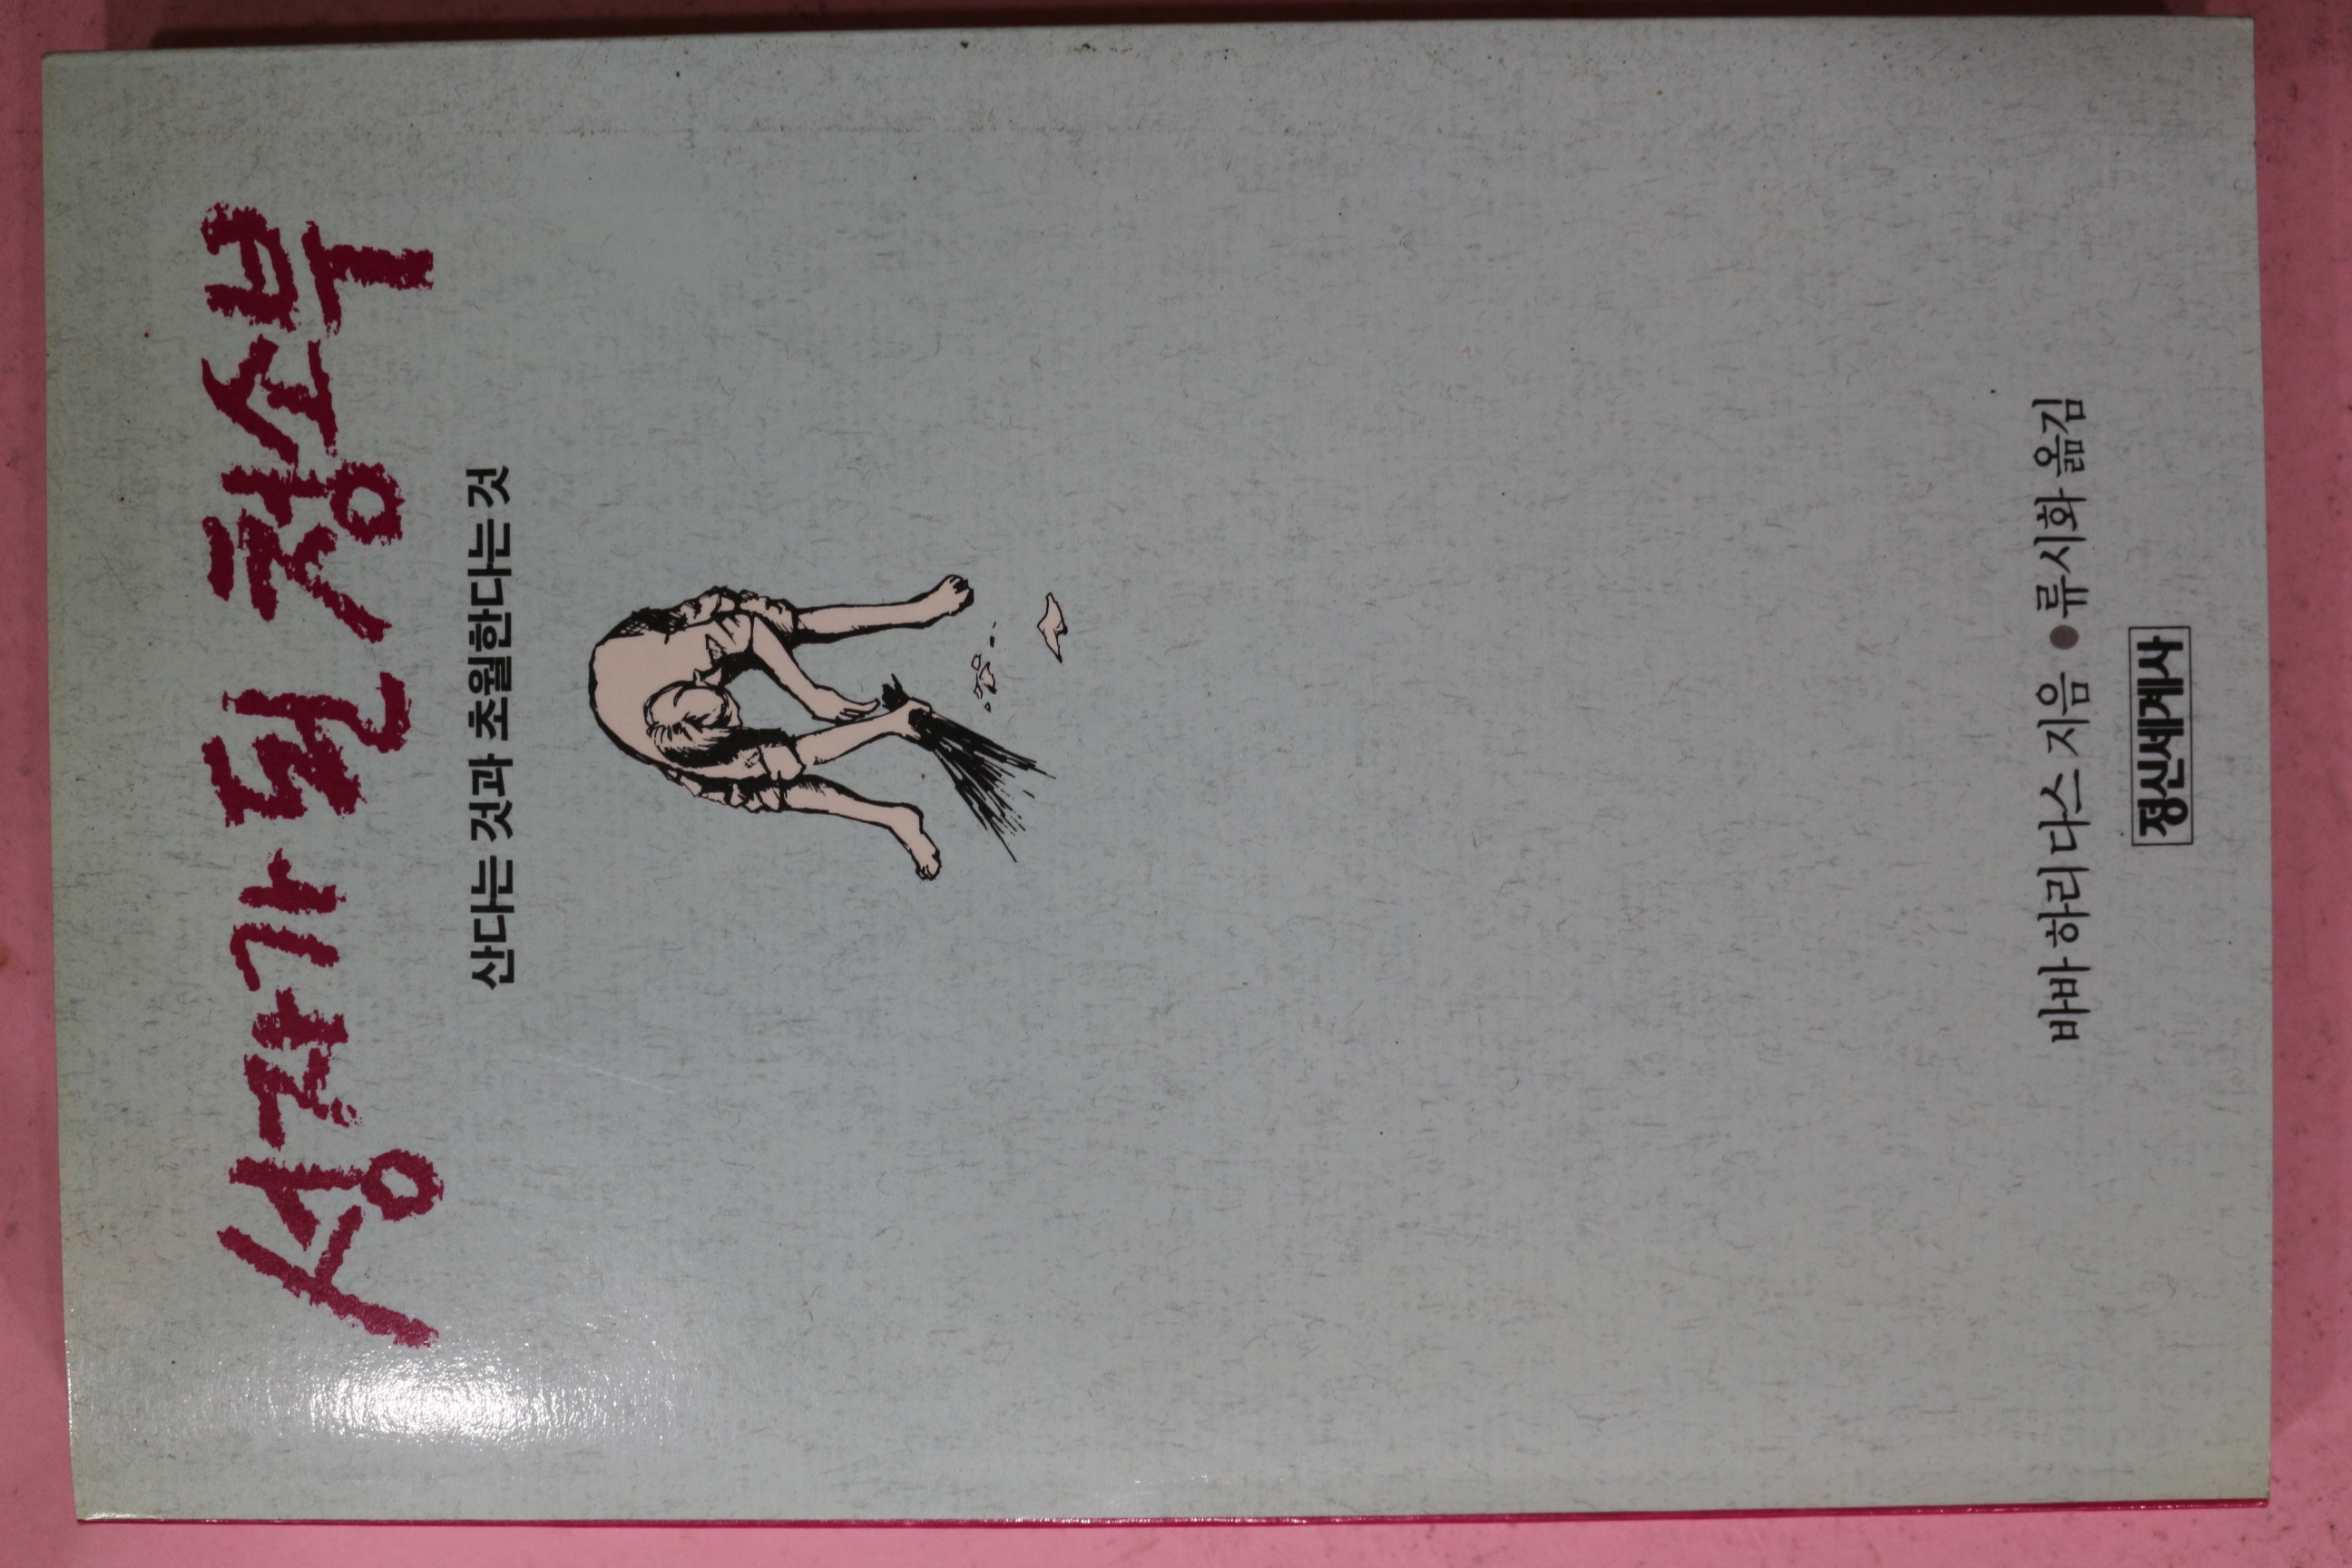 성자가 된 청소부
산다는 것과 초월한다는 것
바바 하리 다스 지음 ●류시화 옮김
정신세계사